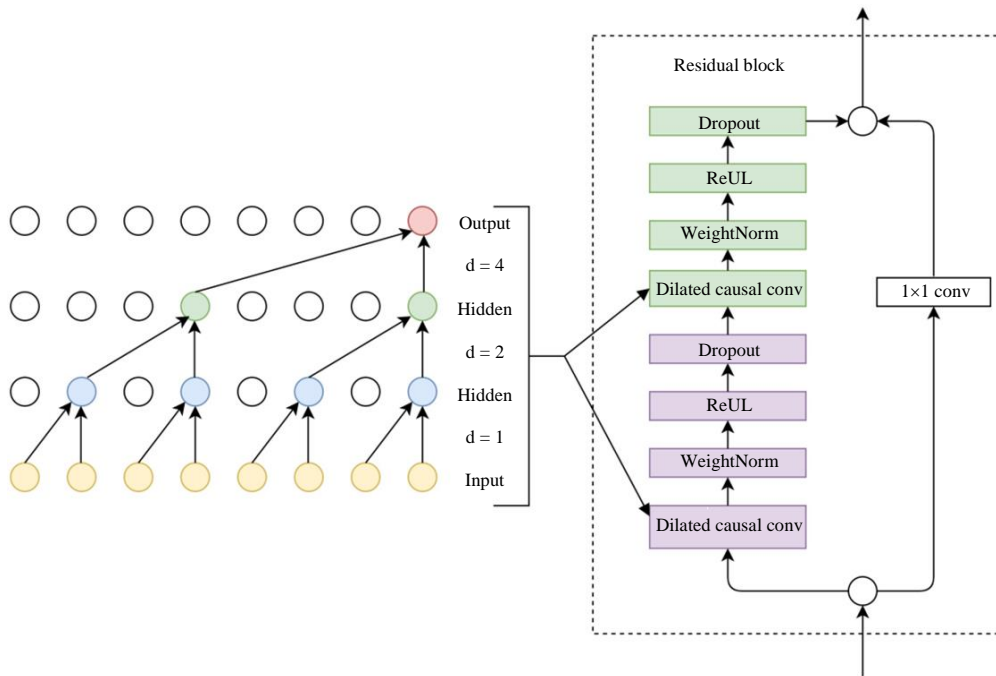 Output
d = 4
Hidden
d = 2
Hidden
d = 1
Input
Residual block
Dropout
ReUL
WeightNorm
Dilated causal conv
Dropout
ReUL
WeightNorm
Dilated causal conv
1×1 conv